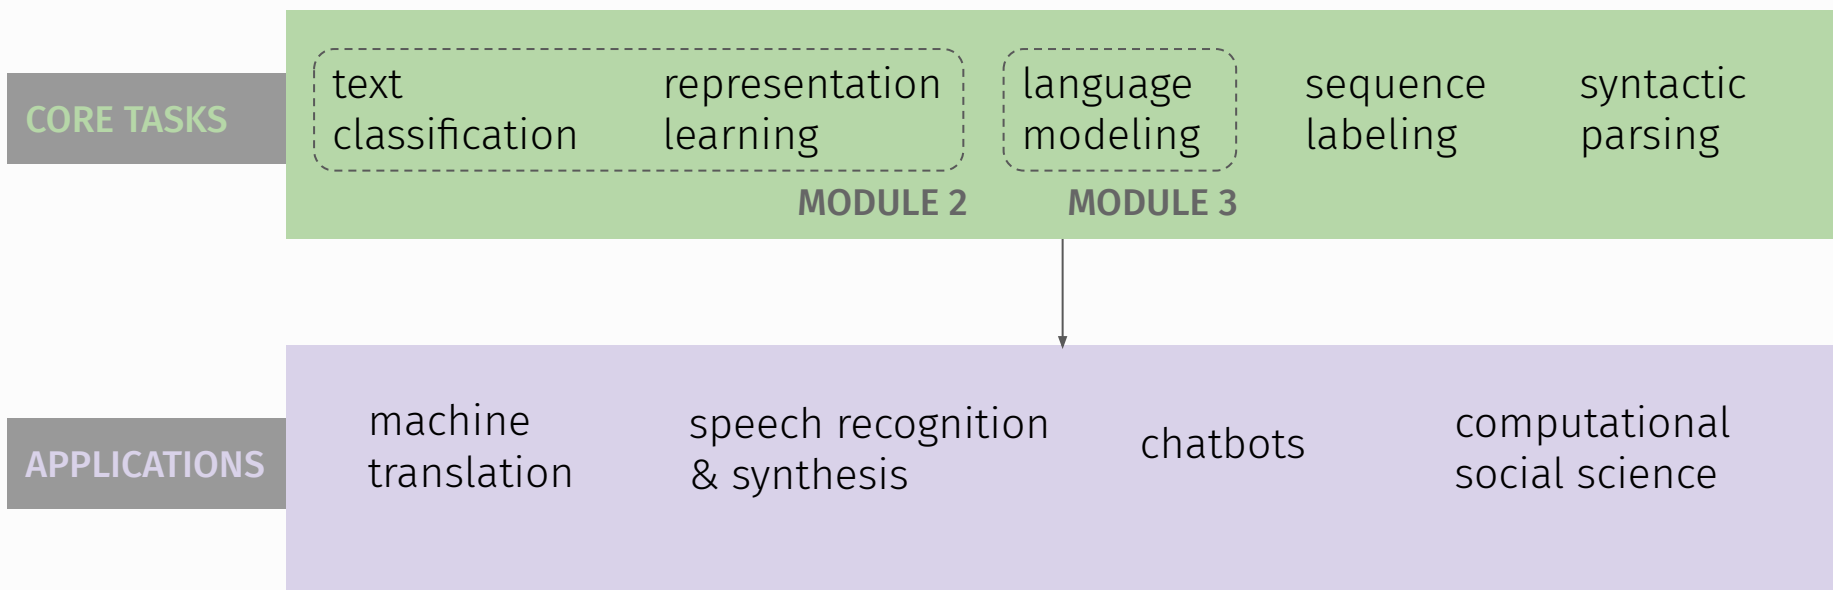 CORE TASKS
text
classification
representation
learning
language
modeling
sequence
labeling
syntactic
parsing
MODULE 2
MODULE 3
APPLICATIONS
machine
translation
speech recognition
& synthesis
chatbots
computational
social science